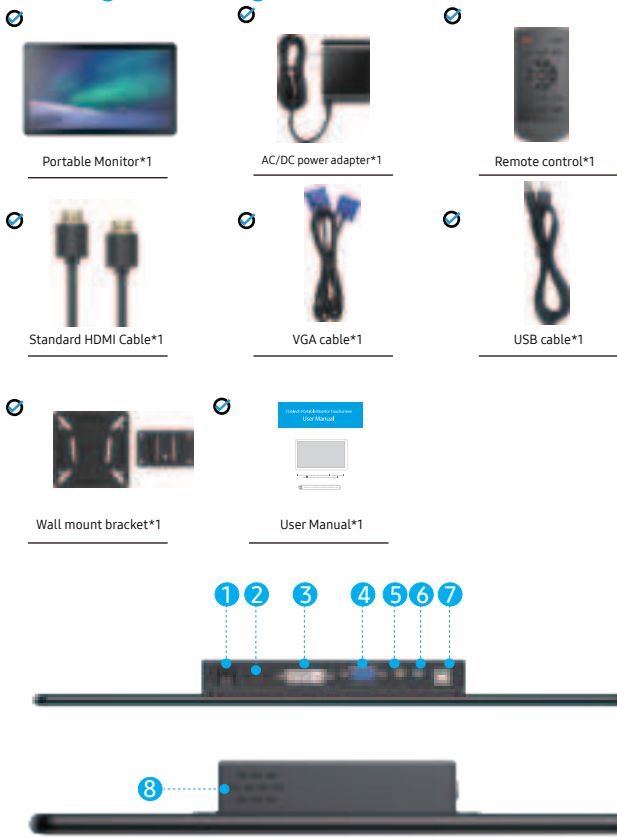 Portable Monitor*1
AC/DC power adapter*1
Remote control*1
Standard HDMI Cable*1
VGA cable*1
USB cable*1
User Manual
Wall mount bracket*1
User Manual*1
1 2 3 4 5 6 7
8